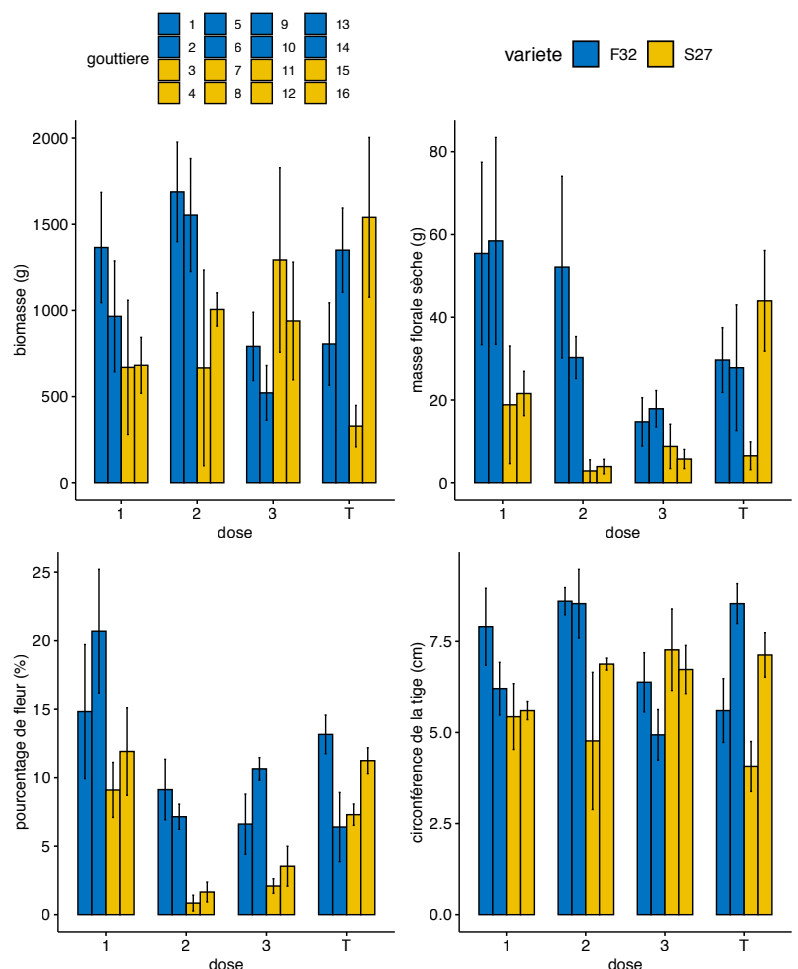 gouttiere
1 5 9 13
2 6 10 14
3 7 11 15
4 8 12 16
variete F32 S27
biomasse (g)
2000
1500
1000
500
0
1 2 3 T
dose
masse florale sèche (g)
80
60
40
20
0
1 2 3 T
dose
pourcentage de fleur (%)
25
20
15
10
5
0
1 2 3 T
dose
circonférence de la tige (cm)
7.5
5.0
2.5
0.0
1 2 3 T
dose